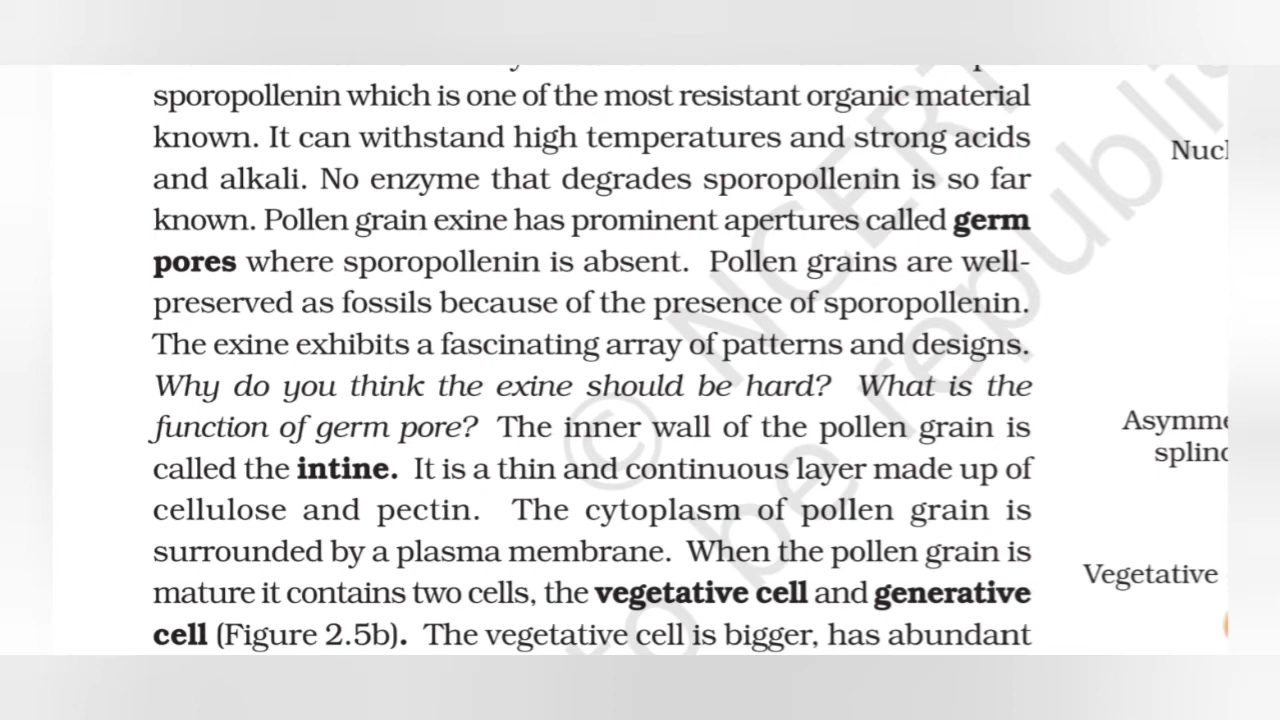 sporopollenin which is one of the most resistant organic material
known. It can withstand high temperatures and strong acids
and alkali. No enzyme that degrades sporopollenin is so far
known. Pollen grain exine has prominent apertures called germ
pores where sporopollenin is absent. Pollen grains are well-
preserved as fossils because of the presence of sporopollenin.
The exine exhibits a fascinating array of patterns and designs.
Why do you think the exine should be hard? What is the
function of germ pore? The inner wall of the pollen grain is
called the intine. It is a thin and continuous layer made up of
cellulose and pectin. The cytoplasm of pollen grain is
surrounded by a plasma membrane. When the pollen grain is
mature it contains two cells, the vegetative cell and generative
cell (Figure 2.5b). The vegetative cell is bigger, has abundant
Nucl
Asymme
spind
Vegetative
© NCERT
to be republi